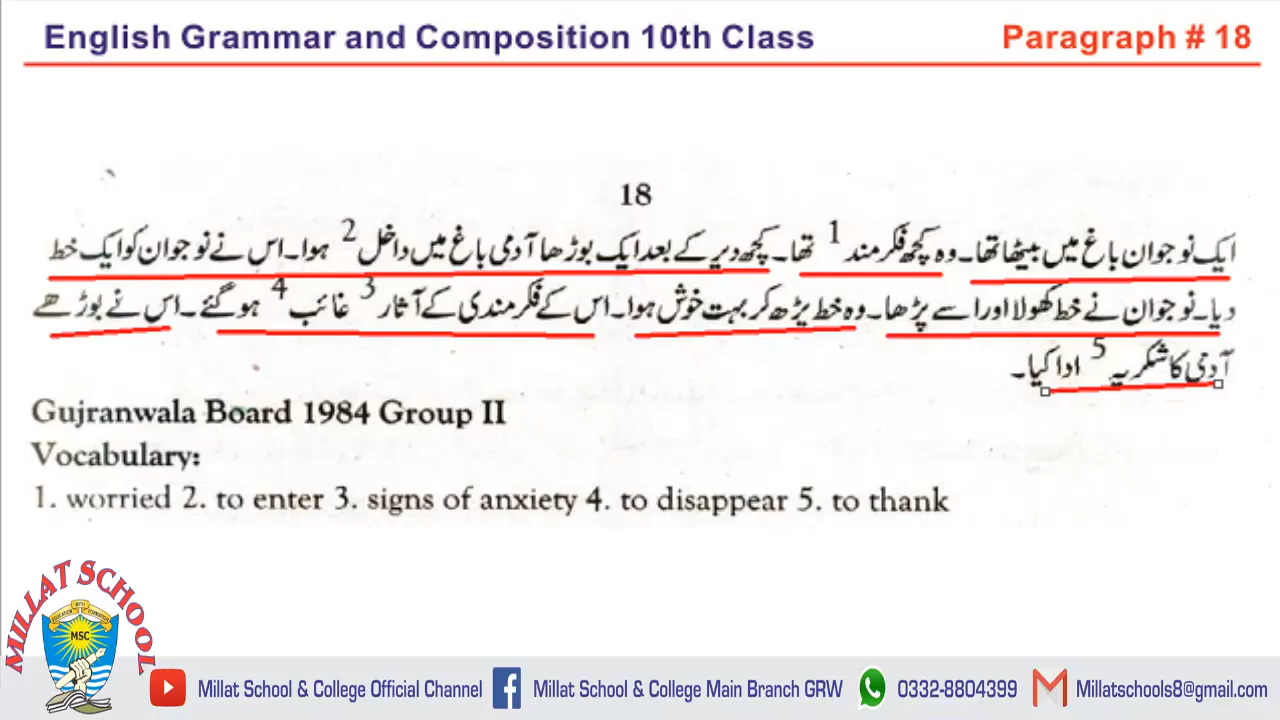 English Grammar and Composition 10th Class
Paragraph # 18
18
ایک نوجوان باغ میں بیٹھا تھا۔ وہ کچھ فکر مند 1 تھا۔ کچھ دیر کے بعد ایک بوڑھا آدمی باغ میں داخل 2 ہوا۔ اس نے نوجوان کو ایک خط
دیا۔ نوجوان نے خط کھولا اور اسے پڑھا۔ وہ خط پڑھ کر بہت خوش ہوا۔ اس کے فکر مندی کے آثار 3 غائب 4 ہو گئے۔ اس نے بوڑھے
آدمی کا شکریہ 5 ادا کیا۔
Gujranwala Board 1984 Group II
Vocabulary:
1. worried 2. to enter 3. signs of anxiety 4. to disappear 5. to thank
MILLAT SCHOOL
MSC
Millat School & College Official Channel
Millat School & College Main Branch GRW
0332-8804399
Millatschools8@gmail.com